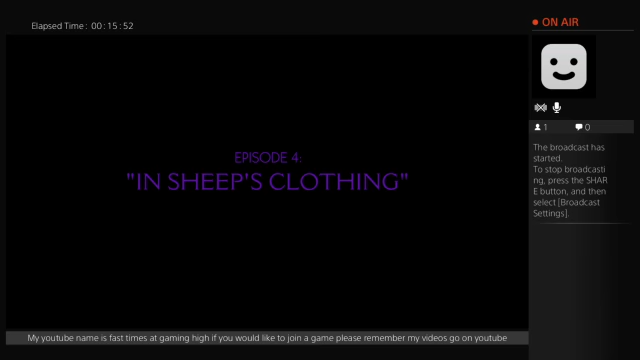 Elapsed Time : 00 : 15 : 52
ON AIR
1 0
EPISODE 4:
"IN SHEEP'S CLOTHING"
The broadcast has
started.
To stop broadcasti
ng, press the SHAR
E button, and then
select [Broadcast
Settings].
My youtube name is fast times at gaming high if you would like to join a game please remember my videos go on youtube